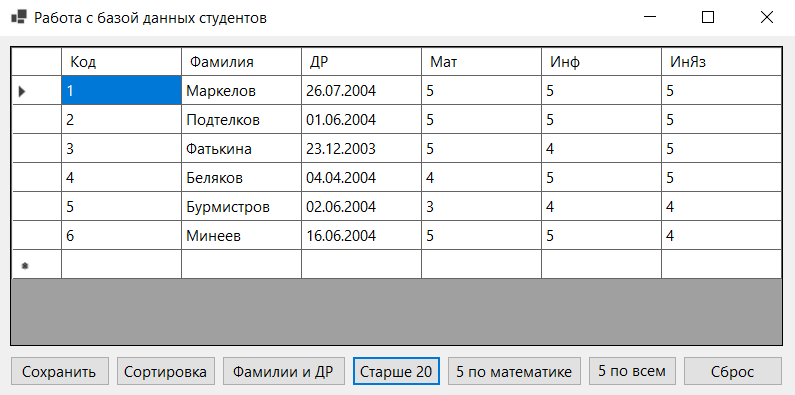 Работа с базой данных студентов
Код Фамилия ДР Мат Инф ИнЯз
1 Маркелов 26.07.2004 5 5 5
2 Подтелков 01.06.2004 5 5 5
3 Фатькина 23.12.2003 5 4 5
4 Беляков 04.04.2004 4 5 5
5 Бурмистров 02.06.2004 3 4 4
6 Минеев 16.06.2004 5 5 4
Сохранить Сортировка Фамилии и ДР Старше 20 5 по математике 5 по всем Сброс